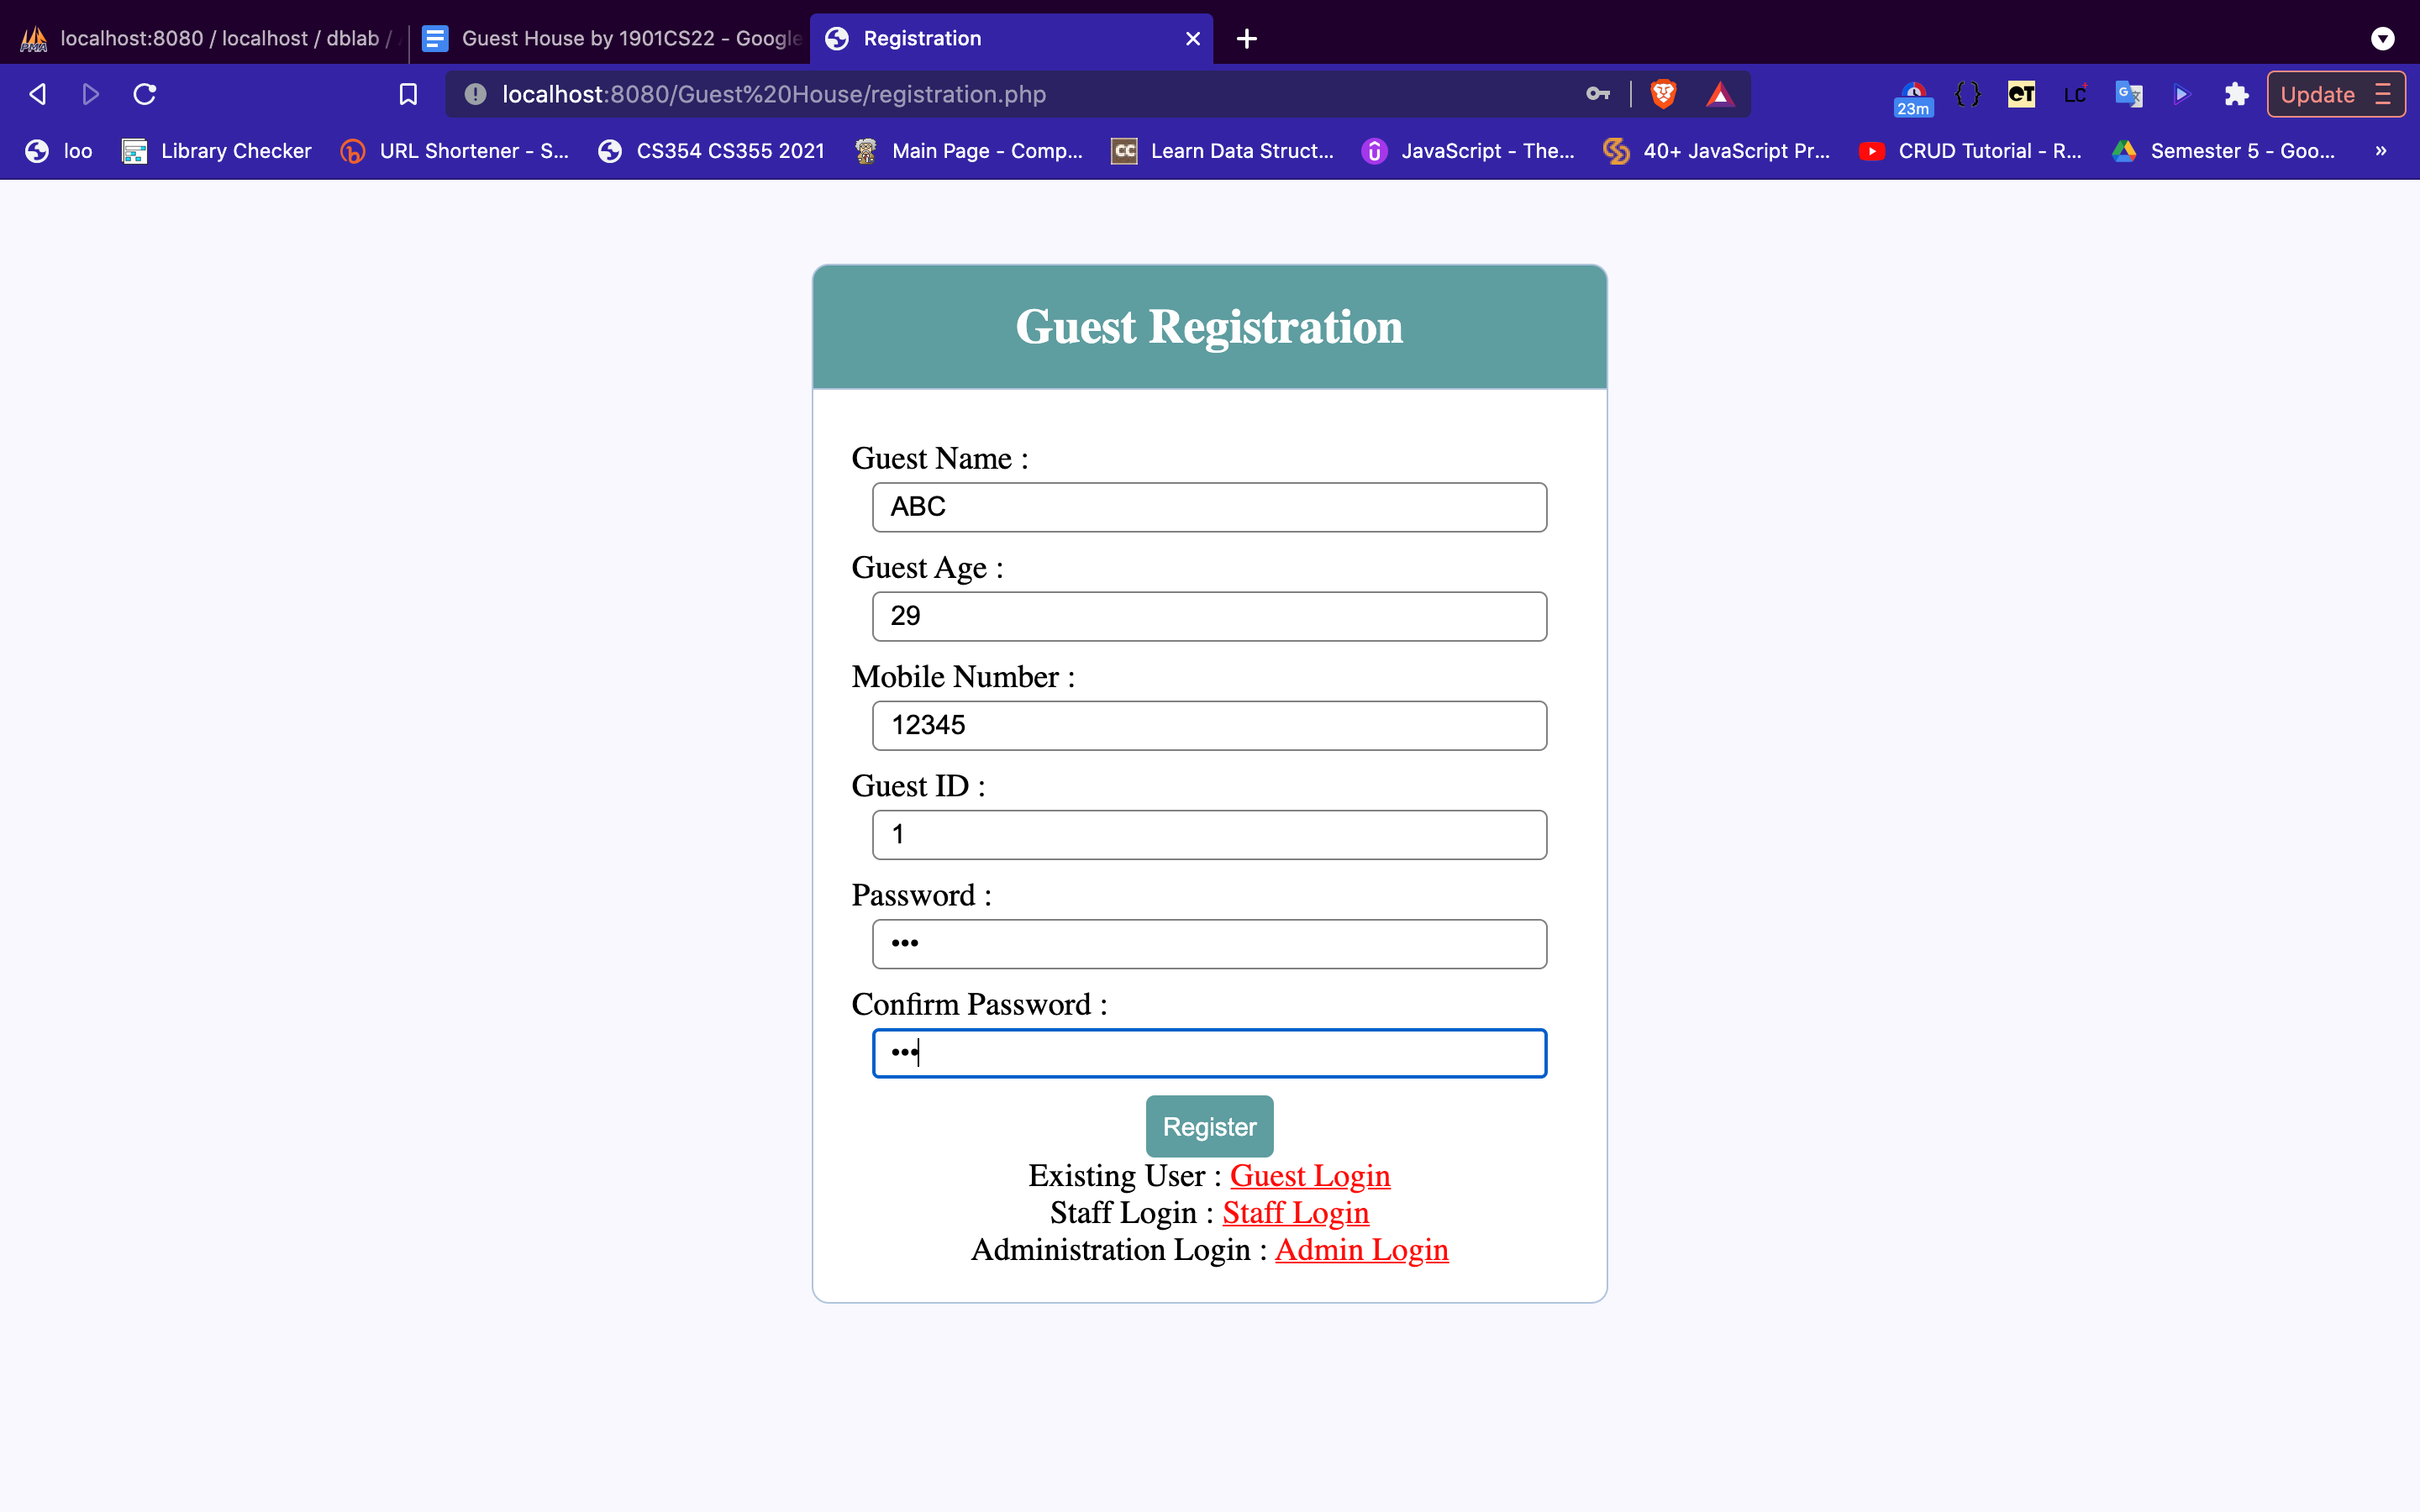 localhost:8080 / localhost / dblab /
Guest House by 1901CS22 - Google
Registration
localhost:8080/Guest%20House/registration.php
23m
Update
loo
Library Checker
URL Shortener - S...
CS354 CS355 2021
Main Page - Comp...
Learn Data Struct...
JavaScript - The...
40+ JavaScript Pr...
CRUD Tutorial - R...
Semester 5 - Goo...
»
Guest Registration
Guest Name :
ABC
Guest Age :
29
Mobile Number :
12345
Guest ID :
1
Password :
•••
Confirm Password :
•••
Register
Existing User : Guest Login
Staff Login : Staff Login
Administration Login : Admin Login